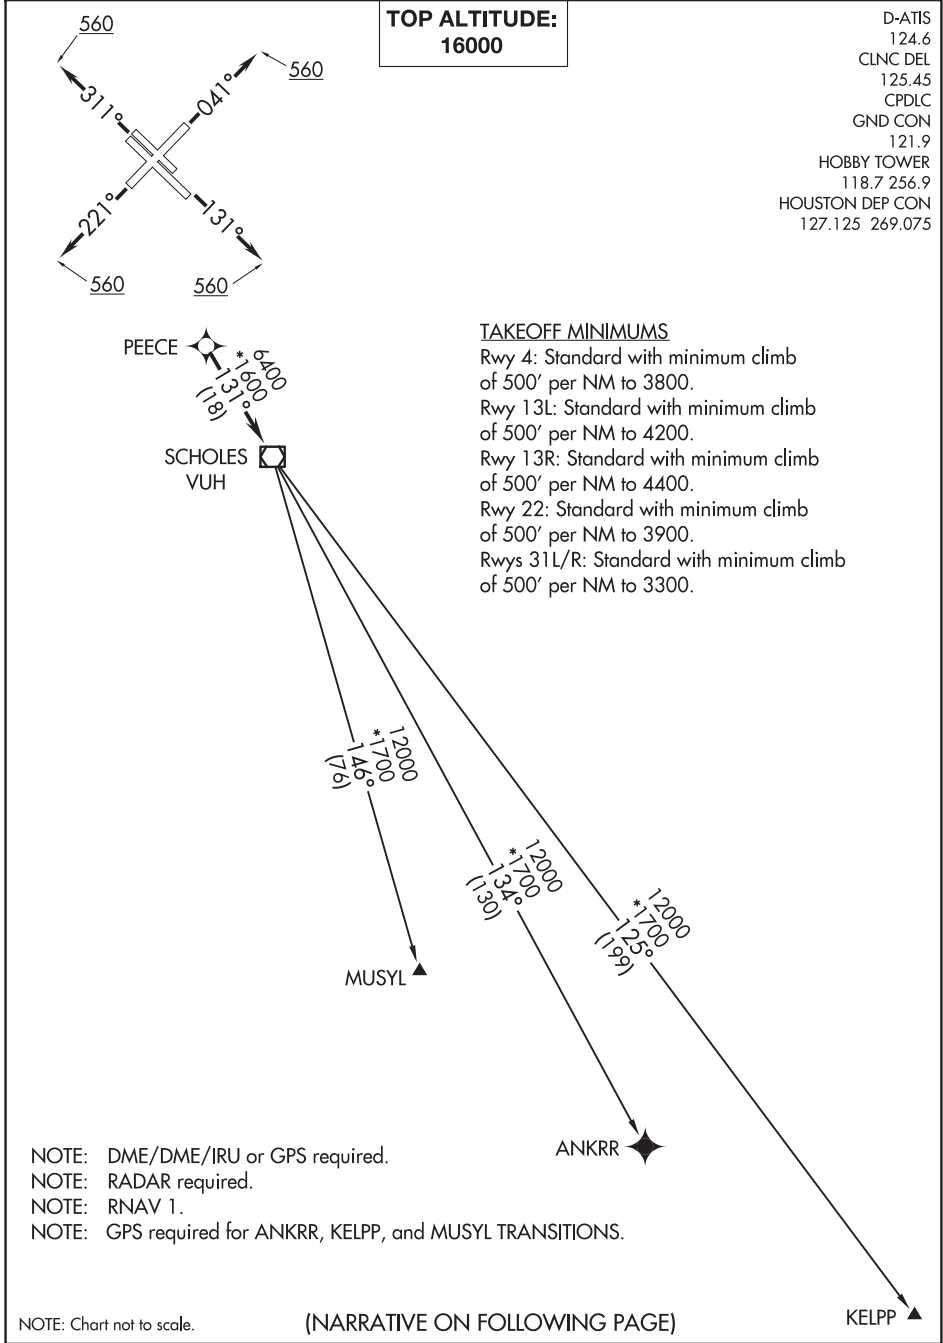 TOP ALTITUDE:
16000
D-ATIS
124.6
CLNC DEL
125.45
CPDLC
GND CON
121.9
HOBBY TOWER
118.7 256.9
HOUSTON DEP CON
127.125 269.075
560
560
311°
041°
221°
131°
560
560
PEECE
6400
*1600
131°
(18)
SCHOLES
VUH
TAKEOFF MINIMUMS
Rwy 4: Standard with minimum climb
of 500' per NM to 3800.
Rwy 13L: Standard with minimum climb
of 500' per NM to 4200.
Rwy 13R: Standard with minimum climb
of 500' per NM to 4400.
Rwy 22: Standard with minimum climb
of 500' per NM to 3900.
Rwys 31L/R: Standard with minimum climb
of 500' per NM to 3300.
12000
*1700
146°
(76)
12000
*1700
134°
(130)
12000
*1700
125°
(199)
MUSYL
ANKRR
KELPP
NOTE: DME/DME/IRU or GPS required.
NOTE: RADAR required.
NOTE: RNAV 1.
NOTE: GPS required for ANKRR, KELPP, and MUSYL TRANSITIONS.
NOTE: Chart not to scale.
(NARRATIVE ON FOLLOWING PAGE)